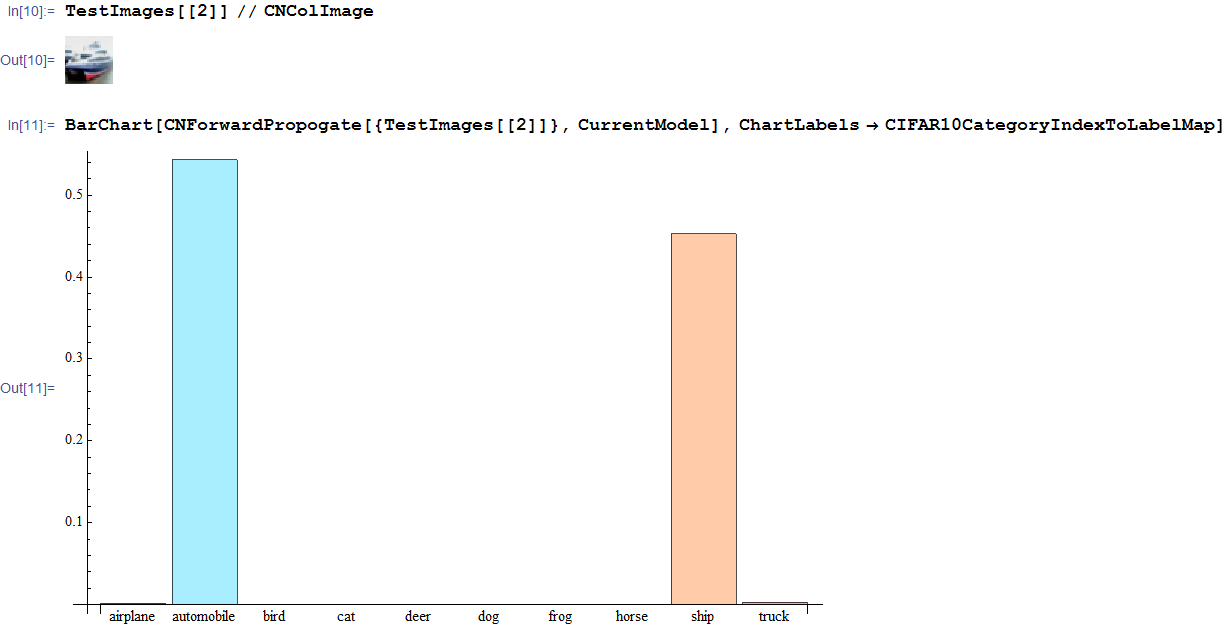 In[10]:= TestImages[[2]] // CNColImage
Out[10]=
In[11]:= BarChart[CNForwardPropogate[{TestImages[[2]]}, CurrentModel], ChartLabels → CIFAR10CategoryIndexToLabelMap]
0.5
0.4
0.3
Out[11]=
0.2
0.1
airplane automobile bird cat deer dog frog horse ship truck